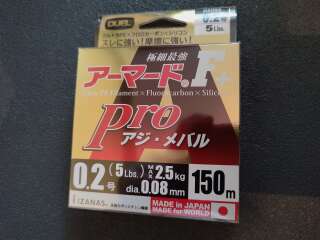 DUEL
0.2号
5Lbs.
スレに強い!摩擦に強い!
極細最強
アーマード.F+
Filament×Fluorocarbon×Silicone
pro
アジ・メバル
0.2号 (5Lbs.) MAX 2.5kg
dia.0.08mm
150m
IZANAS
MADE IN JAPAN
MADE for WORLD